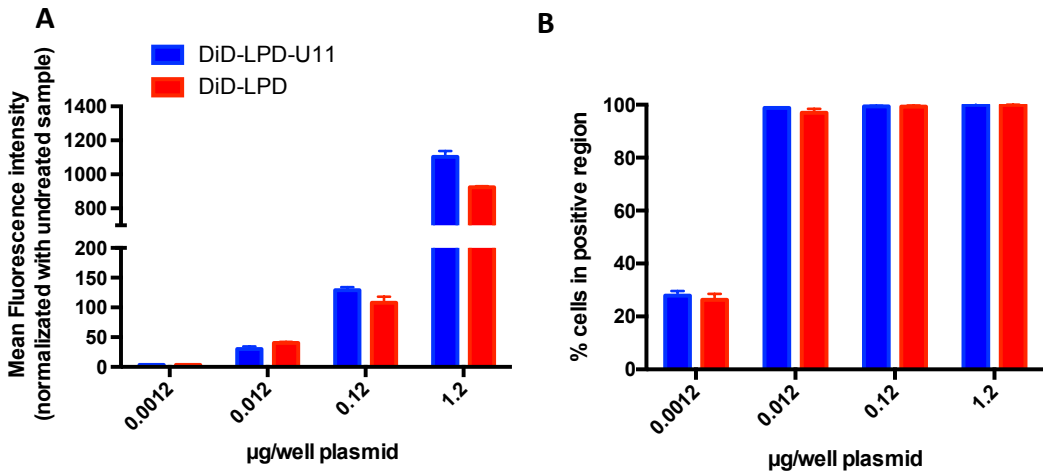 A
DiD-LPD-U11
DiD-LPD
Mean Fluorescence intensity
(normalizated with undreated sample)
1400
1200
1000
800
200
150
100
50
0
0.0012
0.012
0.12
1.2
µg/well plasmid
B
% cells in positive region
100
80
60
40
20
0
0.0012
0.012
0.12
1.2
µg/well plasmid